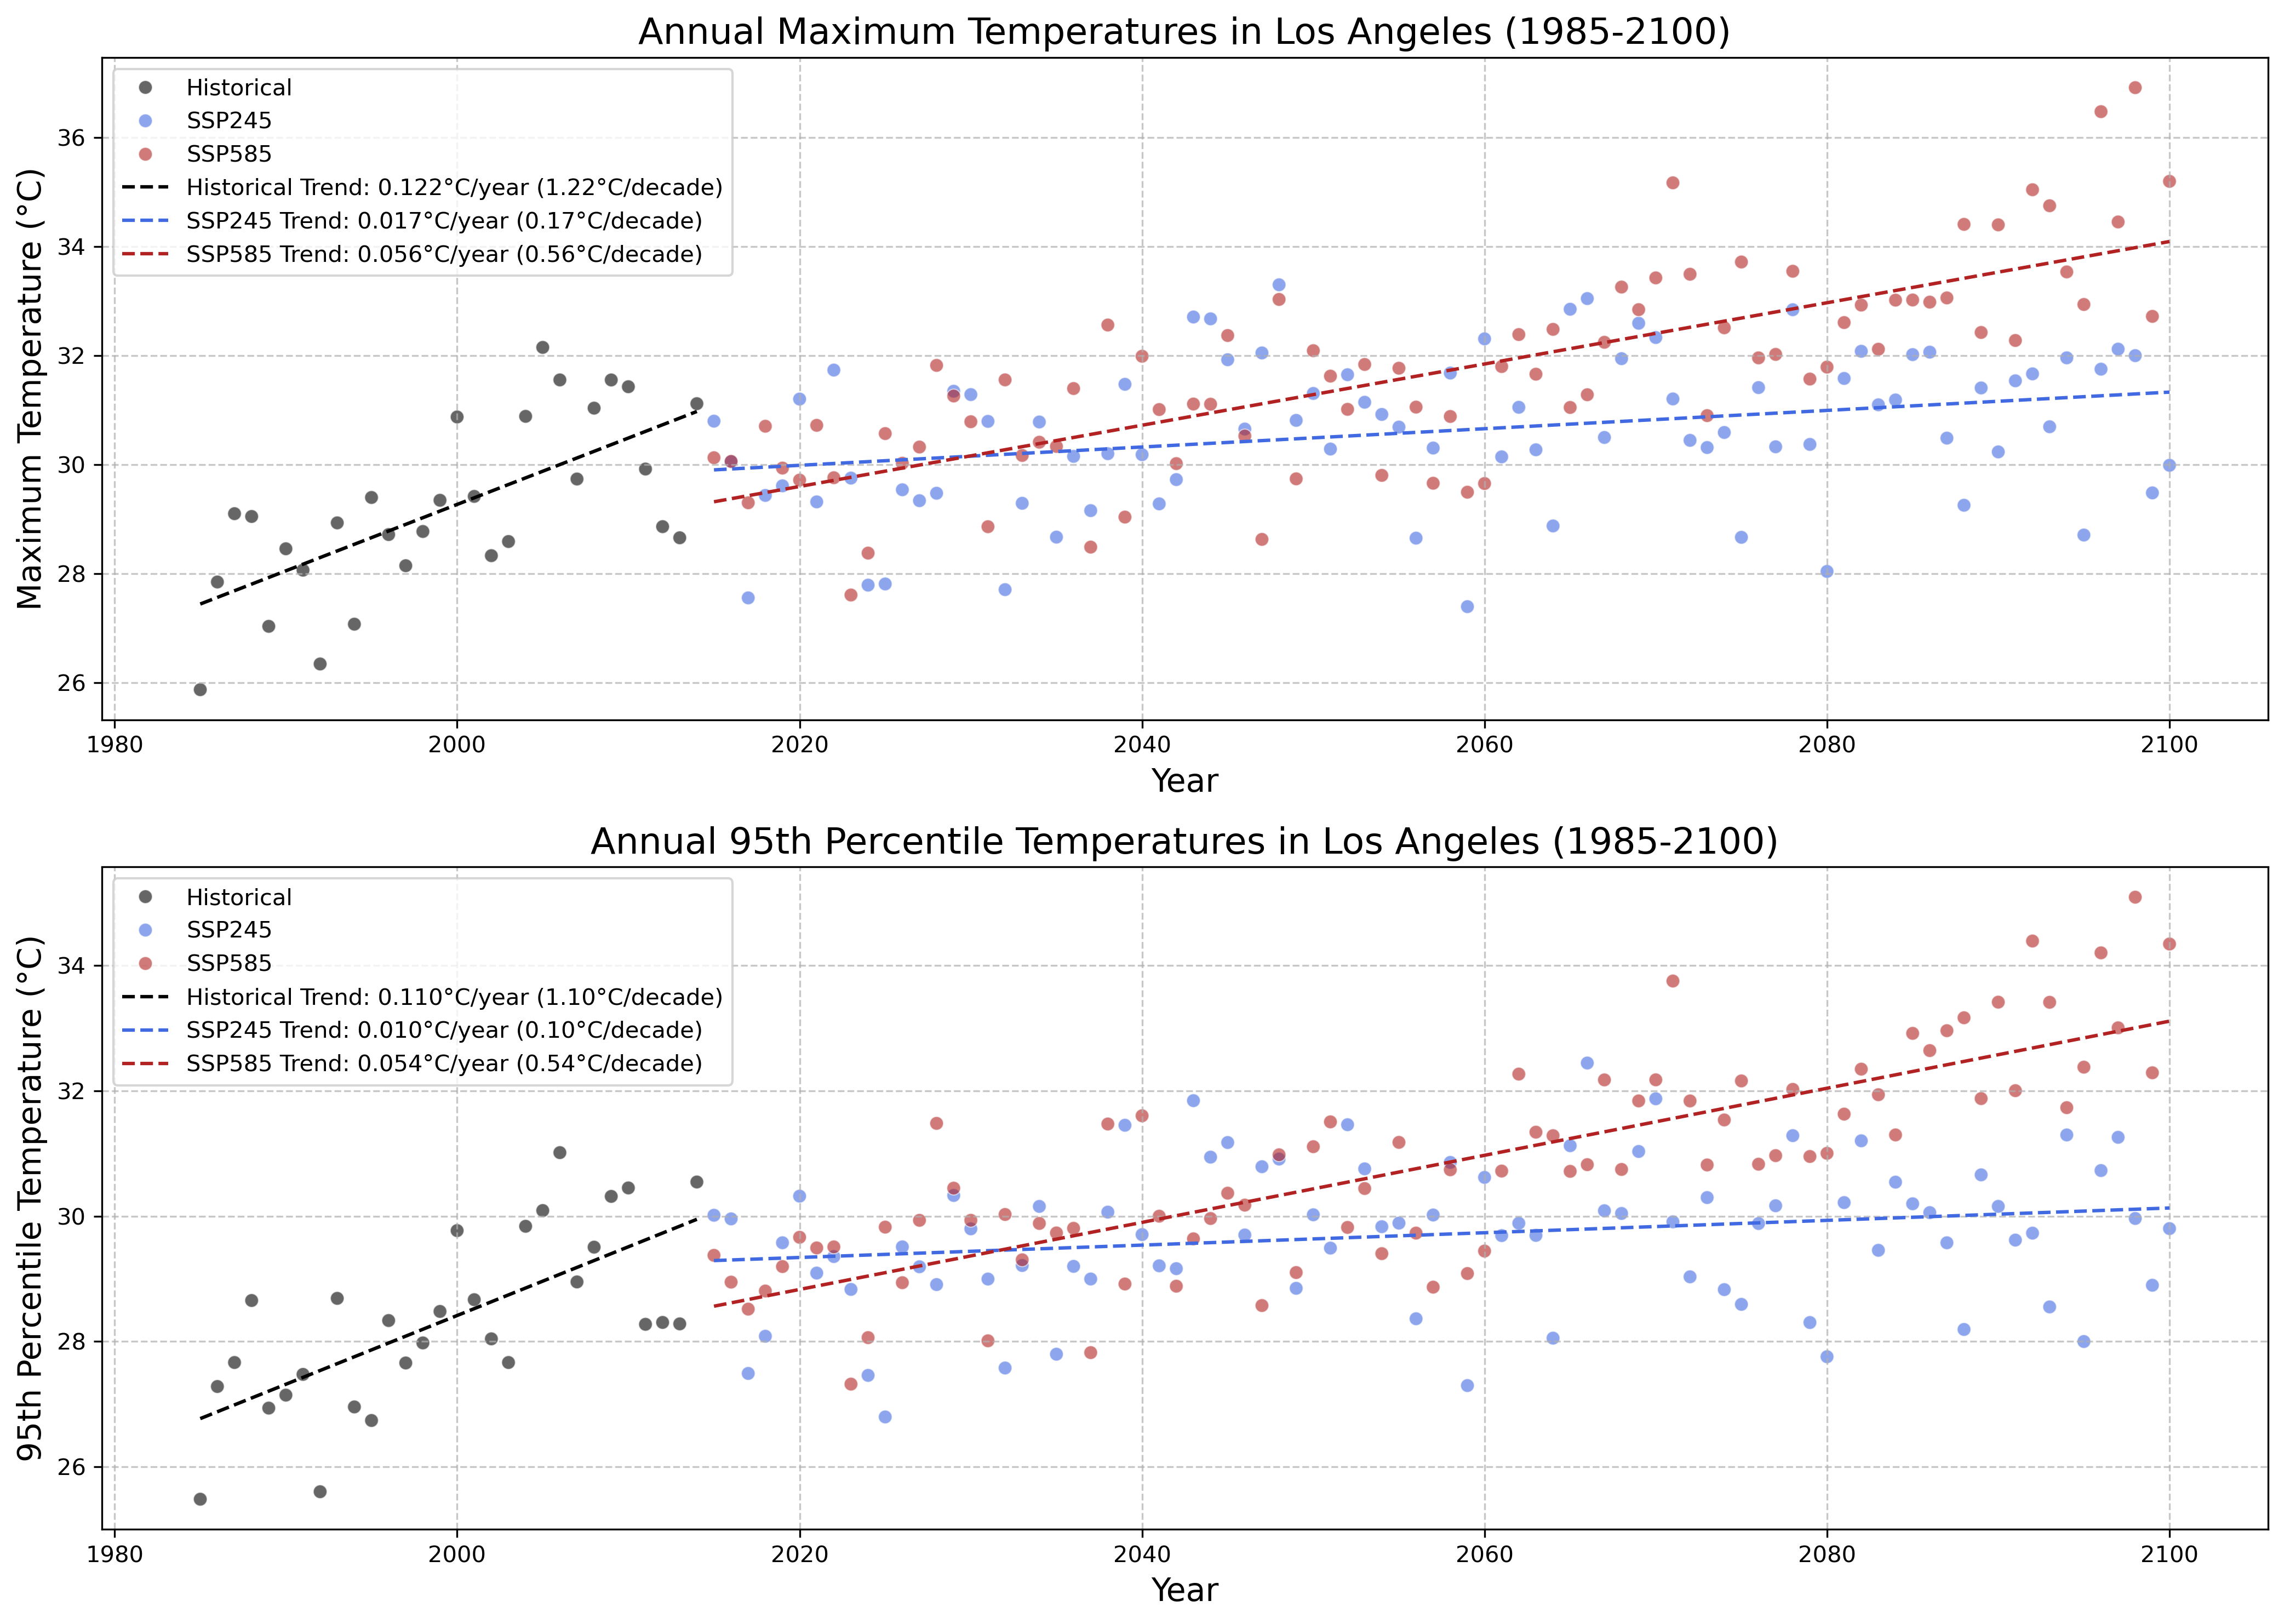 Annual Maximum Temperatures in Los Angeles (1985-2100)
Historical
SSP245
SSP585
Historical Trend: 0.122°C/year (1.22°C/decade)
SSP245 Trend: 0.017°C/year (0.17°C/decade)
SSP585 Trend: 0.056°C/year (0.56°C/decade)
Maximum Temperature (°C)
36
34
32
30
28
26
1980 2000 2020 2040 2060 2080 2100
Year
Annual 95th Percentile Temperatures in Los Angeles (1985-2100)
Historical
SSP245
SSP585
Historical Trend: 0.110°C/year (1.10°C/decade)
SSP245 Trend: 0.010°C/year (0.10°C/decade)
SSP585 Trend: 0.054°C/year (0.54°C/decade)
95th Percentile Temperature (°C)
34
32
30
28
26
1980 2000 2020 2040 2060 2080 2100
Year